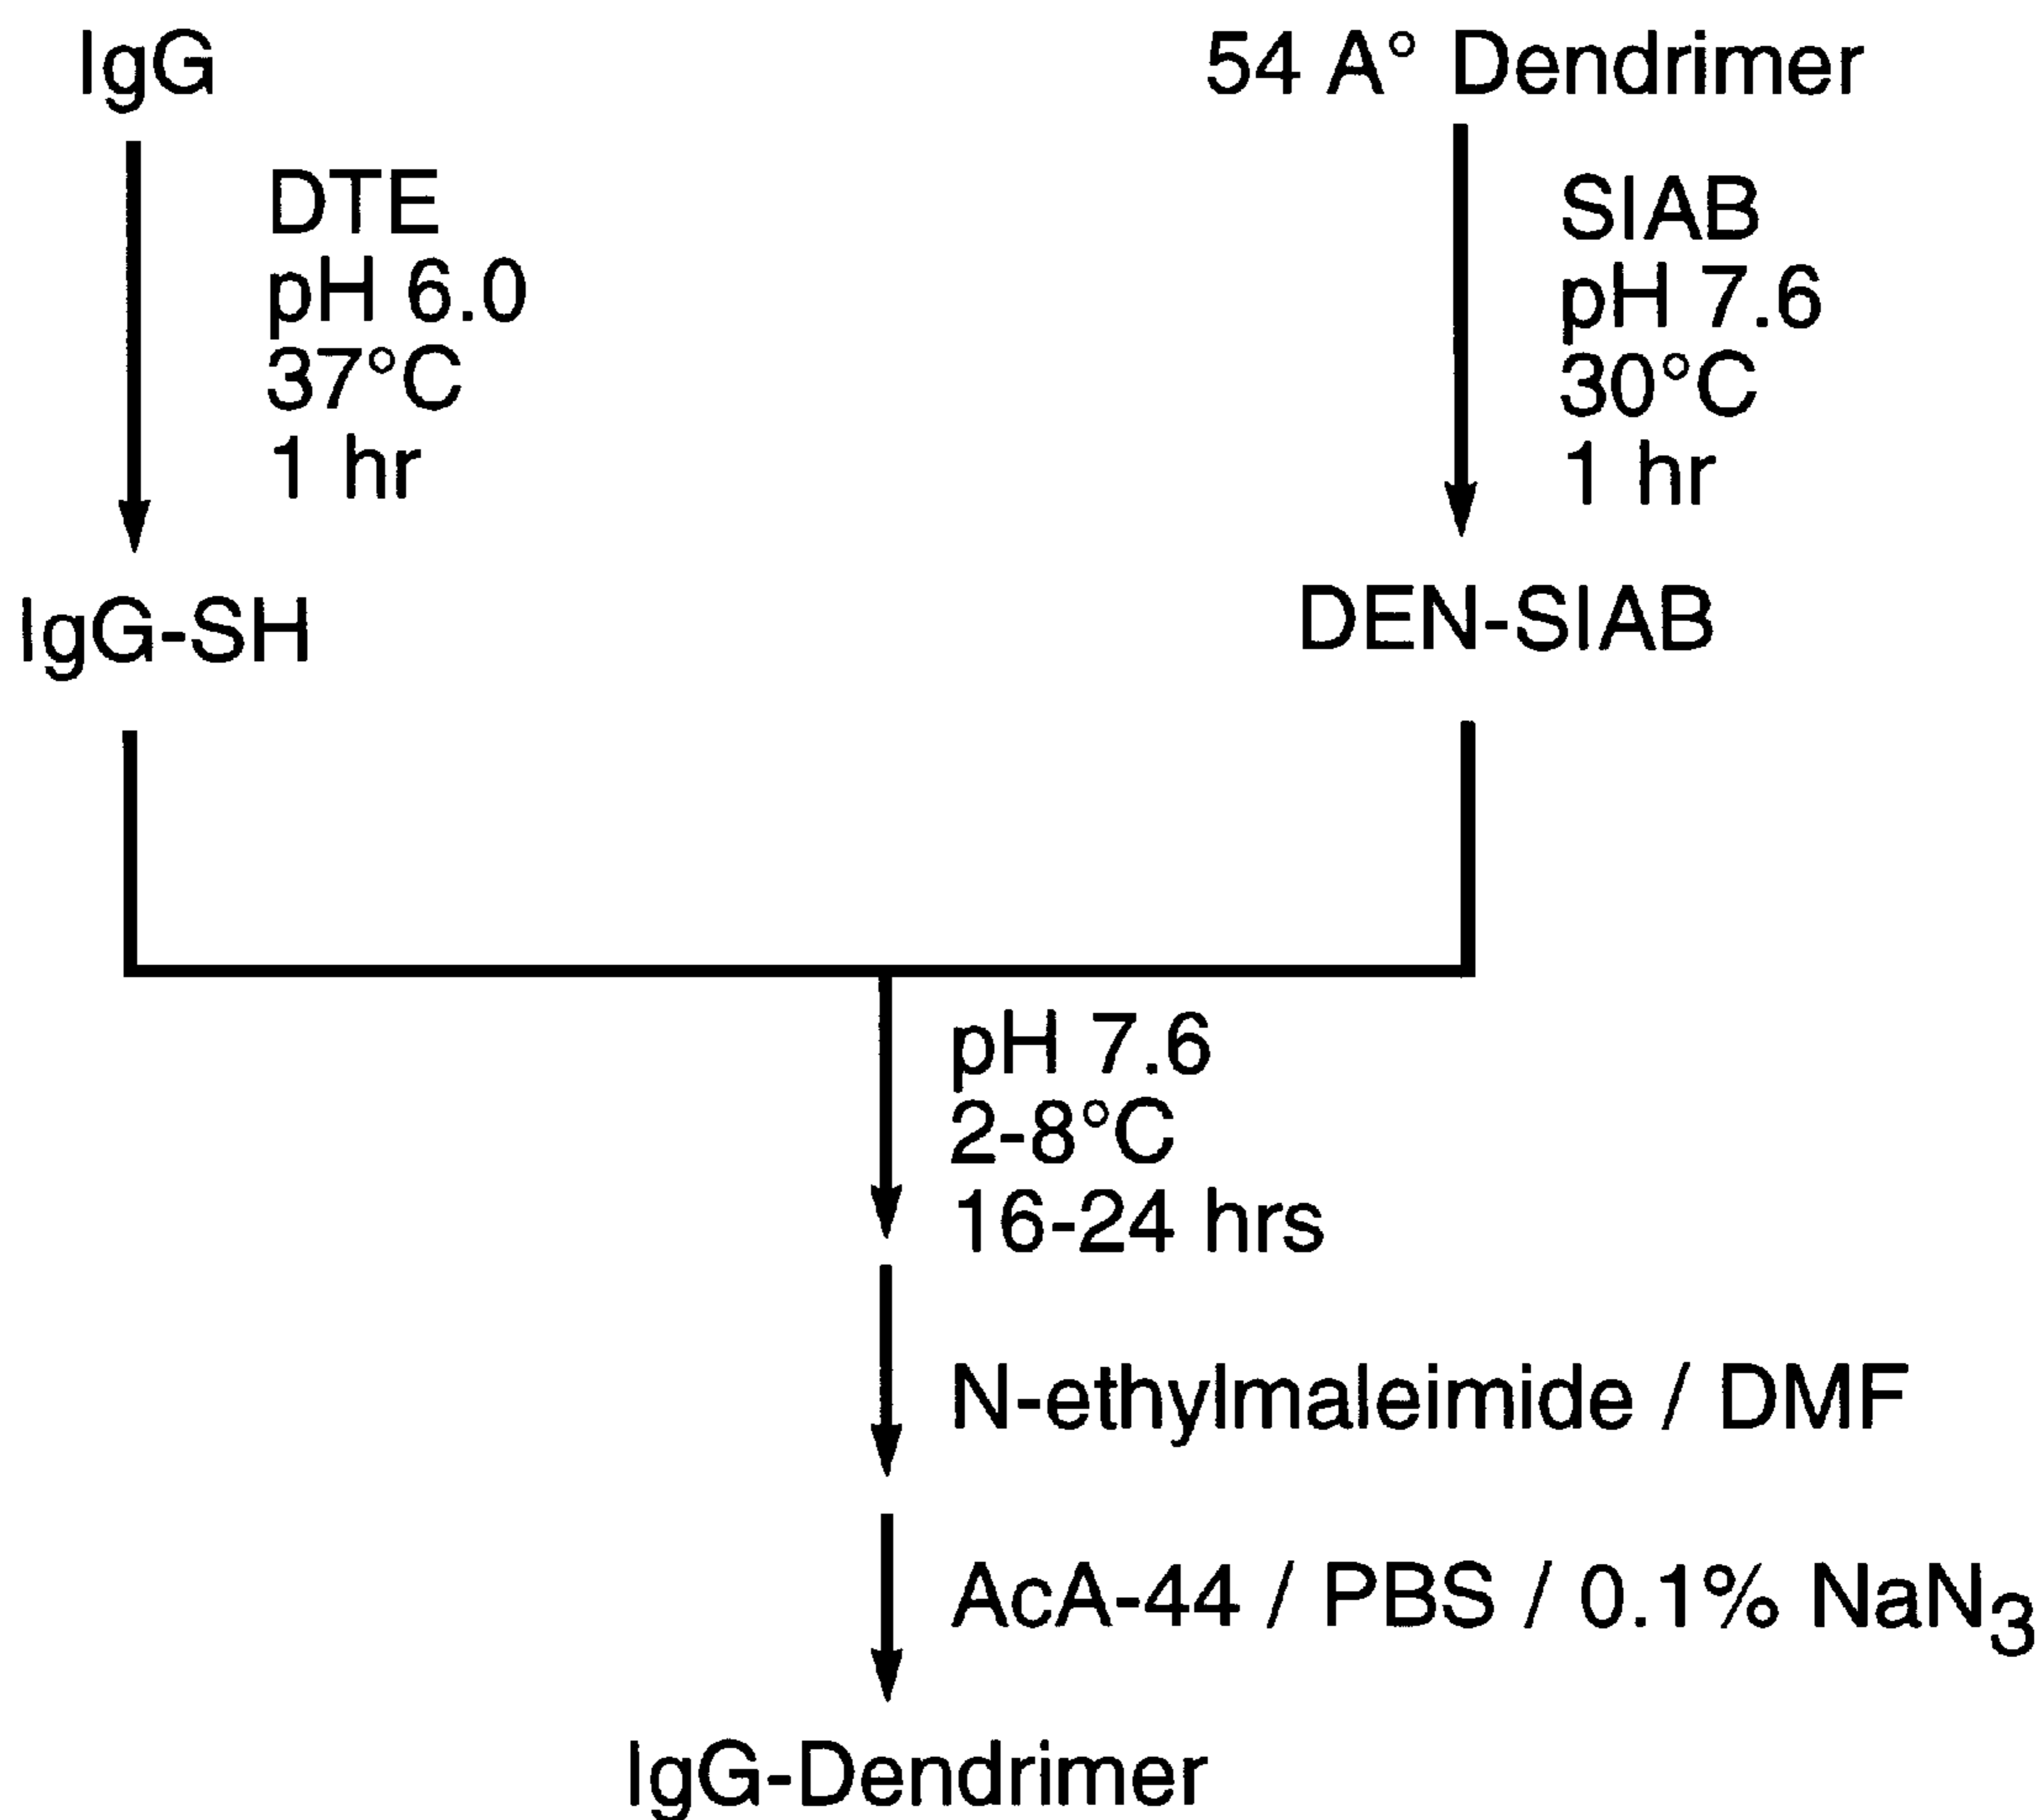 IgG
54 A° Dendrimer
DTE
pH 6.0
37°C
1 hr
SIAB
pH 7.6
30°C
1 hr
IgG-SH
DEN-SIAB
pH 7.6
2-8°C
16-24 hrs
N-ethylmaleimide / DMF
AcA-44 / PBS / 0.1% NaN₃
IgG-Dendrimer